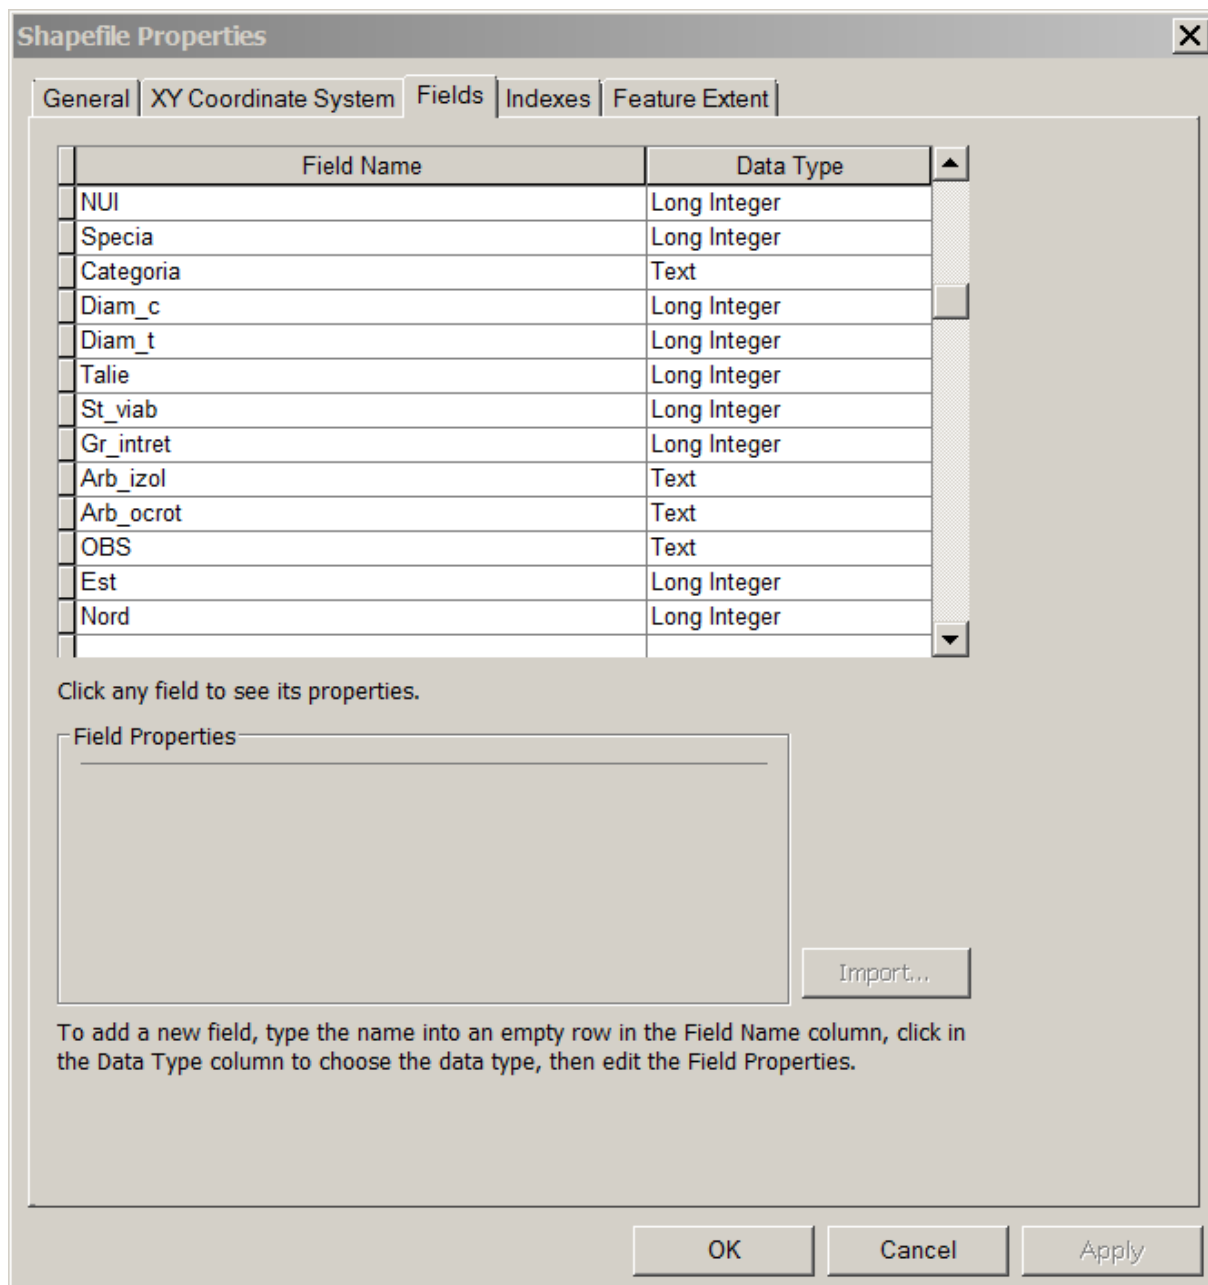 Shapefile Properties
General XY Coordinate System Fields Indexes Feature Extent
Field Name Data Type
NUI Long Integer
Specia Long Integer
Categoria Text
Diam_c Long Integer
Diam_t Long Integer
Talie Long Integer
St_viab Long Integer
Gr_intret Long Integer
Arb_izol Text
Arb_ocrot Text
OBS Text
Est Long Integer
Nord Long Integer
Click any field to see its properties.
Field Properties
Import...
To add a new field, type the name into an empty row in the Field Name column, click in
the Data Type column to choose the data type, then edit the Field Properties.
OK Cancel Apply